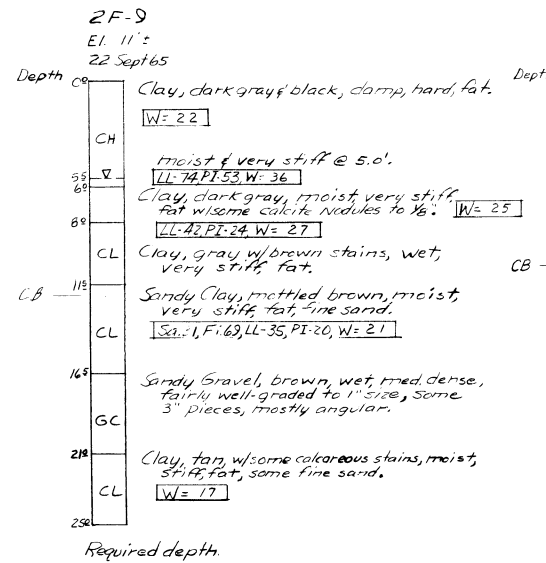 2F-9
El. 11'±
22 Sept 65
Depth
Dept
0.0
Clay, dark gray & black, damp, hard, fat.
W= 22
CH
moist & very stiff @ 5.0'.
5.5
LL-74, PI-53, W= 36
6.0
Clay, dark gray, moist, very stiff,
fat w/some calcite nodules to 1/8".
W= 25
8.0
LL-42, PI-24, W= 27
CL
Clay, gray w/brown stains, wet,
very stiff, fat.
CB
CB
11.5
Sandy Clay, mottled brown, moist,
very stiff, fat, fine sand.
CL
Sa.:1, Fi:69, LL-35, PI-20, W= 21
16.5
Sandy Gravel, brown, wet, med. dense,
fairly well-graded to 1" size, some
3" pieces, mostly angular.
GC
21.0
Clay, tan, w/some calcareous stains, moist,
stiff, fat, some fine sand.
CL
W= 17
25.0
Required depth.